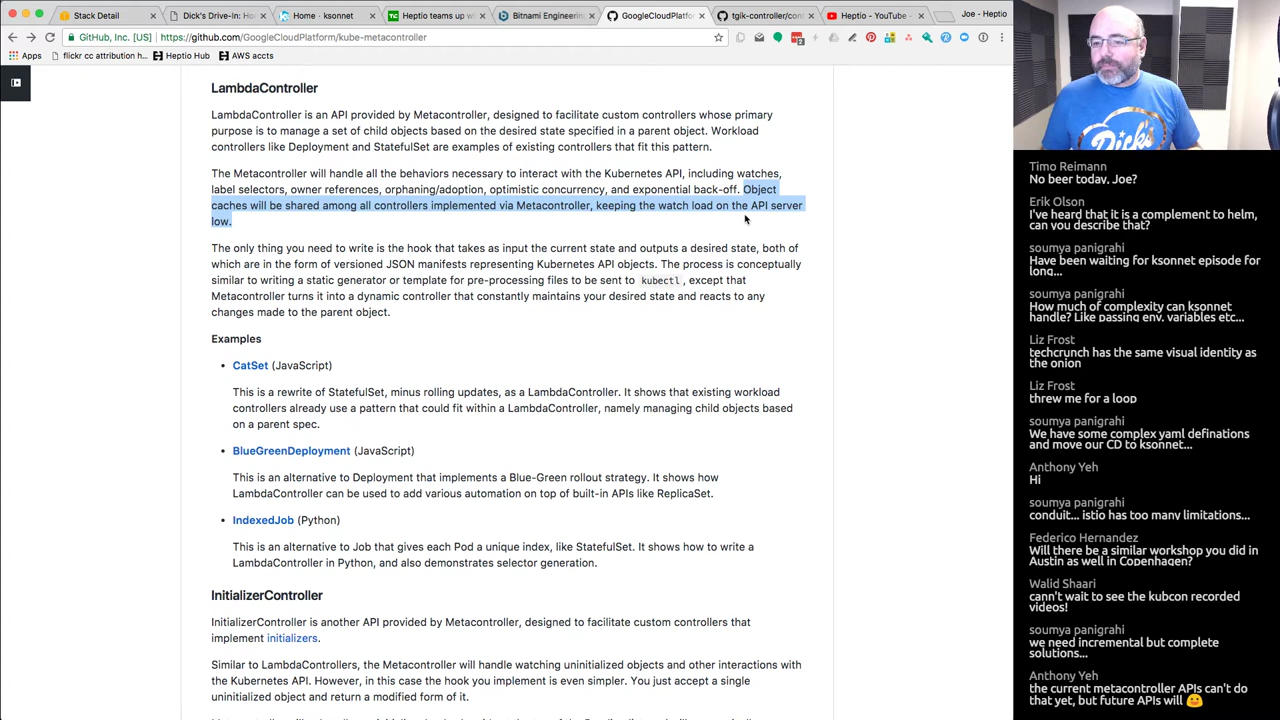 Stack Detail
Dick's Drive-In: Ho
Home · ksonnet
Heptio teams up wi
Bitnami Engineering
GoogleCloudPlatfor
tgik-controller/cont
Heptio - YouTube
Joe - Heptio
GitHub, Inc. [US] | https://github.com/GoogleCloudPlatform/kube-metacontroller
Apps
flickr cc attribution h...
Heptio Hub
AWS accts
LambdaController
LambdaController is an API provided by Metacontroller, designed to facilitate custom controllers whose primary
purpose is to manage a set of child objects based on the desired state specified in a parent object. Workload
controllers like Deployment and StatefulSet are examples of existing controllers that fit this pattern.
The Metacontroller will handle all the behaviors necessary to interact with the Kubernetes API, including watches,
label selectors, owner references, orphaning/adoption, optimistic concurrency, and exponential back-off. Object
caches will be shared among all controllers implemented via Metacontroller, keeping the watch load on the API server
low.
The only thing you need to write is the hook that takes as input the current state and outputs a desired state, both of
which are in the form of versioned JSON manifests representing Kubernetes API objects. The process is conceptually
similar to writing a static generator or template for pre-processing files to be sent to kubectl, except that
Metacontroller turns it into a dynamic controller that constantly maintains your desired state and reacts to any
changes made to the parent object.
Examples
• CatSet (JavaScript)
This is a rewrite of StatefulSet, minus rolling updates, as a LambdaController. It shows that existing workload
controllers already use a pattern that could fit within a LambdaController, namely managing child objects based
on a parent spec.
• BlueGreenDeployment (JavaScript)
This is an alternative to Deployment that implements a Blue-Green rollout strategy. It shows how
LambdaController can be used to add various automation on top of built-in APIs like ReplicaSet.
• IndexedJob (Python)
This is an alternative to Job that gives each Pod a unique index, like StatefulSet. It shows how to write a
LambdaController in Python, and also demonstrates selector generation.
InitializerController
InitializerController is another API provided by Metacontroller, designed to facilitate custom controllers that
implement initializers.
Similar to LambdaControllers, the Metacontroller will handle watching uninitialized objects and other interactions with
the Kubernetes API. However, in this case the hook you implement is even simpler. You just accept a single
uninitialized object and return a modified form of it.
Dick's
Timo Reimann
No beer today, Joe?
Erik Olson
I've heard that it is a complement to helm,
can you describe that?
soumya panigrahi
Have been waiting for ksonnet episode for
long...
soumya panigrahi
How much of complexity can ksonnet
handle? Like passing env. variables etc...
Liz Frost
techcrunch has the same visual identity as
the onion
Liz Frost
threw me for a loop
soumya panigrahi
We have some complex yaml definations
and move our CD to ksonnet...
Anthony Yeh
Hi
soumya panigrahi
conduit... istio has too many limitations...
Federico Hernandez
Will there be a similar workshop you did in
Austin as well in Copenhagen?
Walid Shaari
cann't wait to see the kubcon recorded
videos!
soumya panigrahi
we need incremental but complete
solutions...
Anthony Yeh
the current metacontroller APIs can't do
that yet, but future APIs will